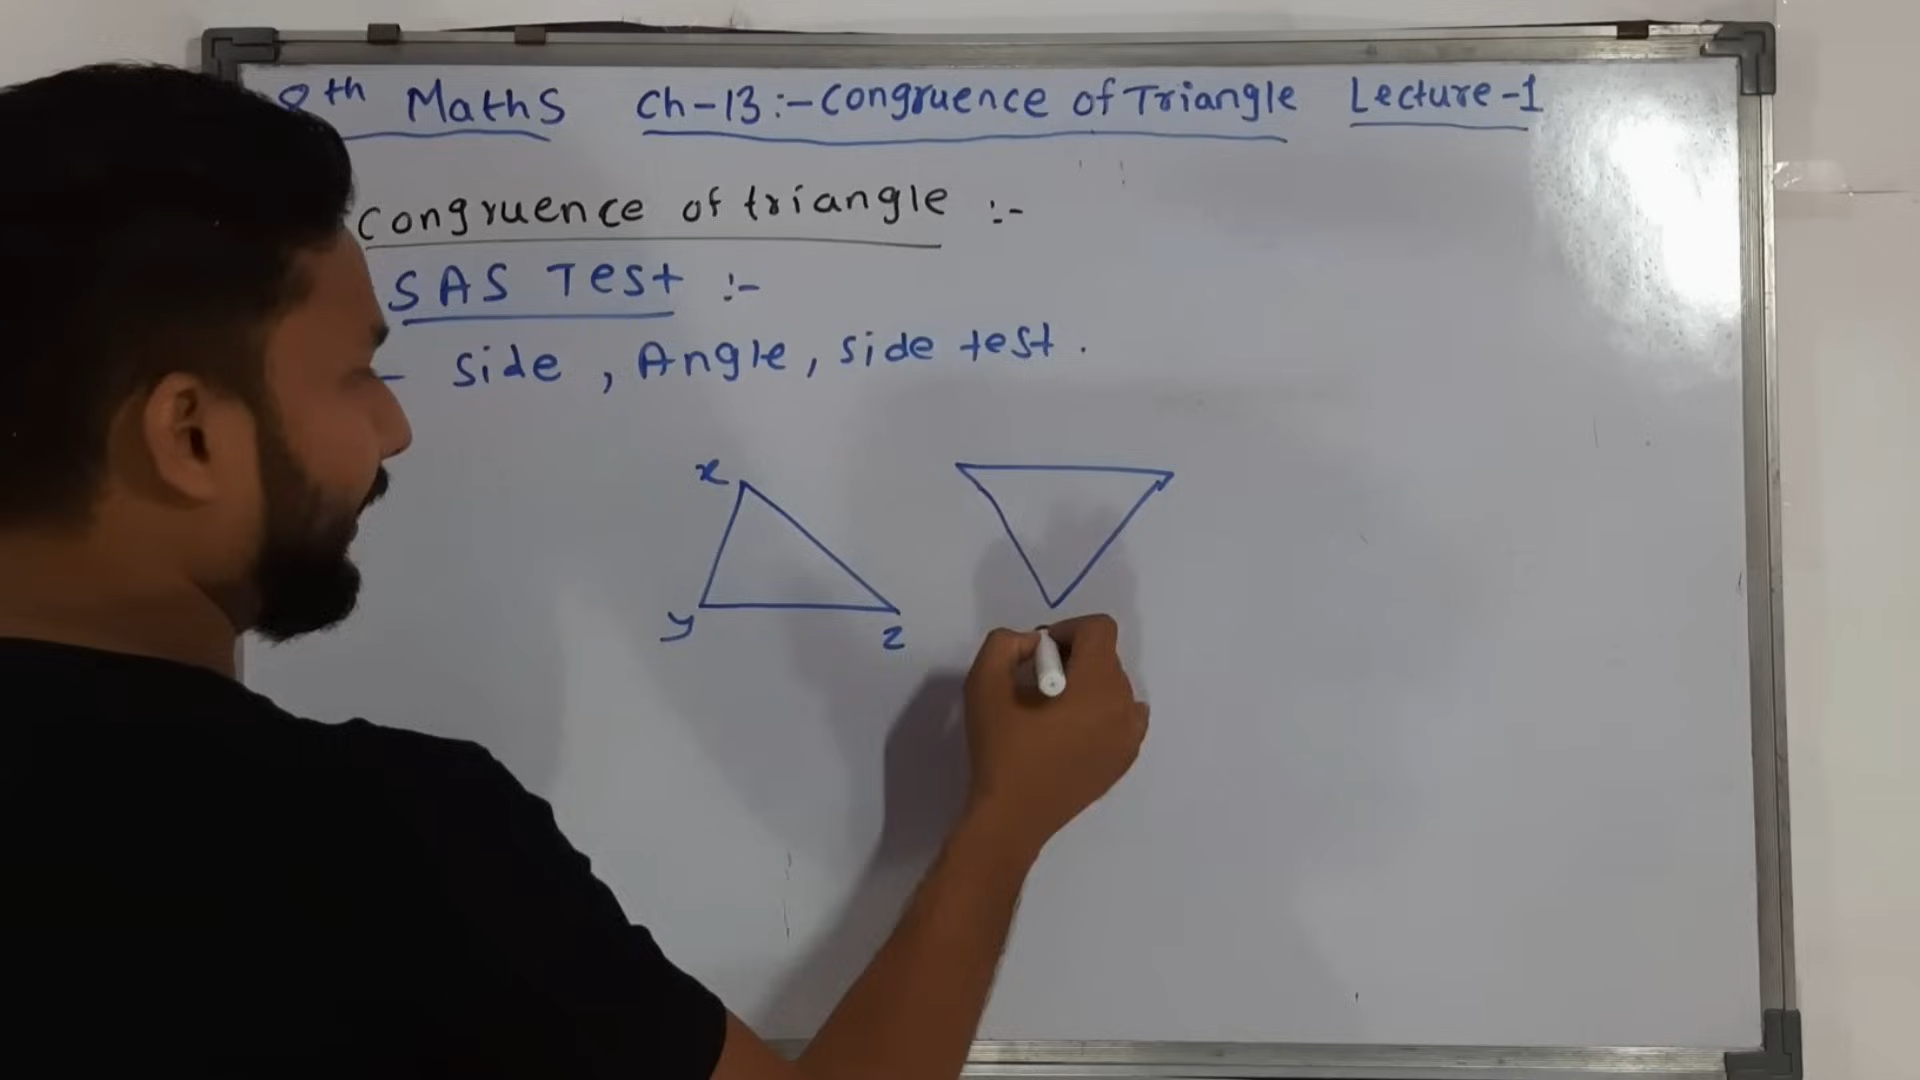 8th Maths Ch-13:- Congruence of Triangle Lecture-1
Congruence of triangle :-
SAS Test :-
- Side, Angle, side test.
x
y z